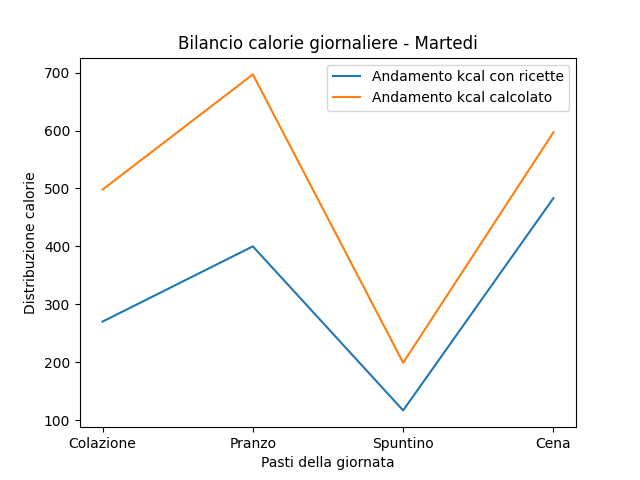 Bilancio calorie giornaliere - Martedi
Andamento kcal con ricette
Andamento kcal calcolato
Distribuzione calorie
700
600
500
400
300
200
100
Colazione Pranzo Spuntino Cena
Pasti della giornata